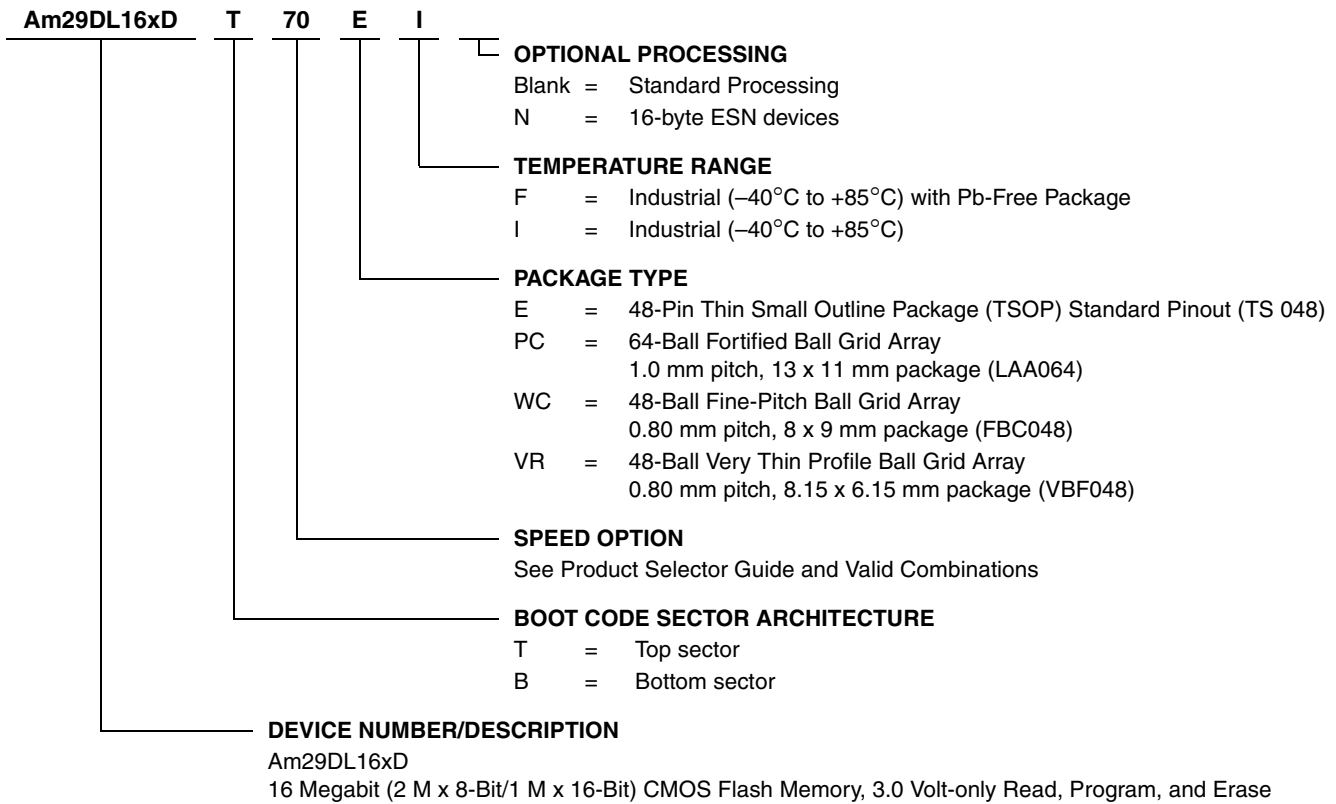 Am29DL16xD T 70 E I
OPTIONAL PROCESSING
Blank = Standard Processing
N = 16-byte ESN devices
TEMPERATURE RANGE
F = Industrial (–40°C to +85°C) with Pb-Free Package
I = Industrial (–40°C to +85°C)
PACKAGE TYPE
E = 48-Pin Thin Small Outline Package (TSOP) Standard Pinout (TS 048)
PC = 64-Ball Fortified Ball Grid Array
1.0 mm pitch, 13 x 11 mm package (LAA064)
WC = 48-Ball Fine-Pitch Ball Grid Array
0.80 mm pitch, 8 x 9 mm package (FBC048)
VR = 48-Ball Very Thin Profile Ball Grid Array
0.80 mm pitch, 8.15 x 6.15 mm package (VBF048)
SPEED OPTION
See Product Selector Guide and Valid Combinations
BOOT CODE SECTOR ARCHITECTURE
T = Top sector
B = Bottom sector
DEVICE NUMBER/DESCRIPTION
Am29DL16xD
16 Megabit (2 M x 8-Bit/1 M x 16-Bit) CMOS Flash Memory, 3.0 Volt-only Read, Program, and Erase